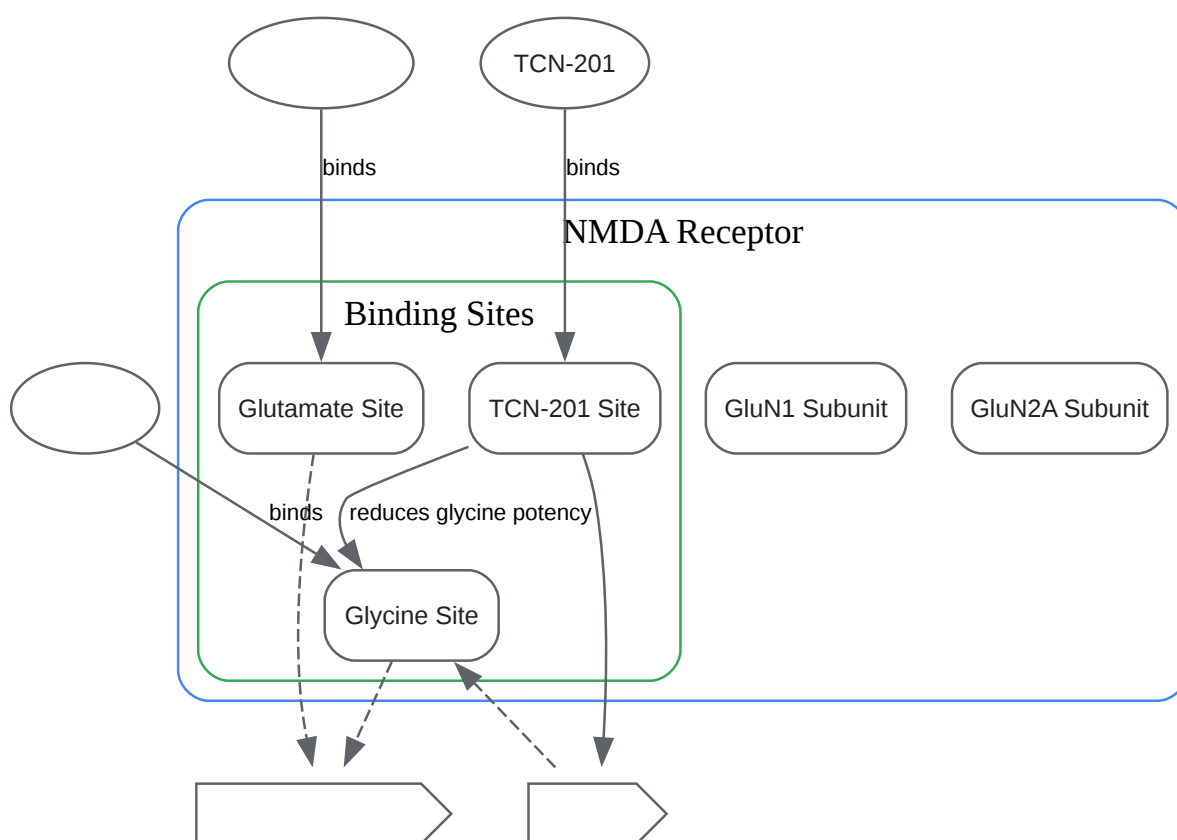 TCN-201
binds
binds
NMDA Receptor
Binding Sites
Glutamate Site
TCN-201 Site
GluN1 Subunit
GluN2A Subunit
binds
reduces glycine potency
Glycine Site